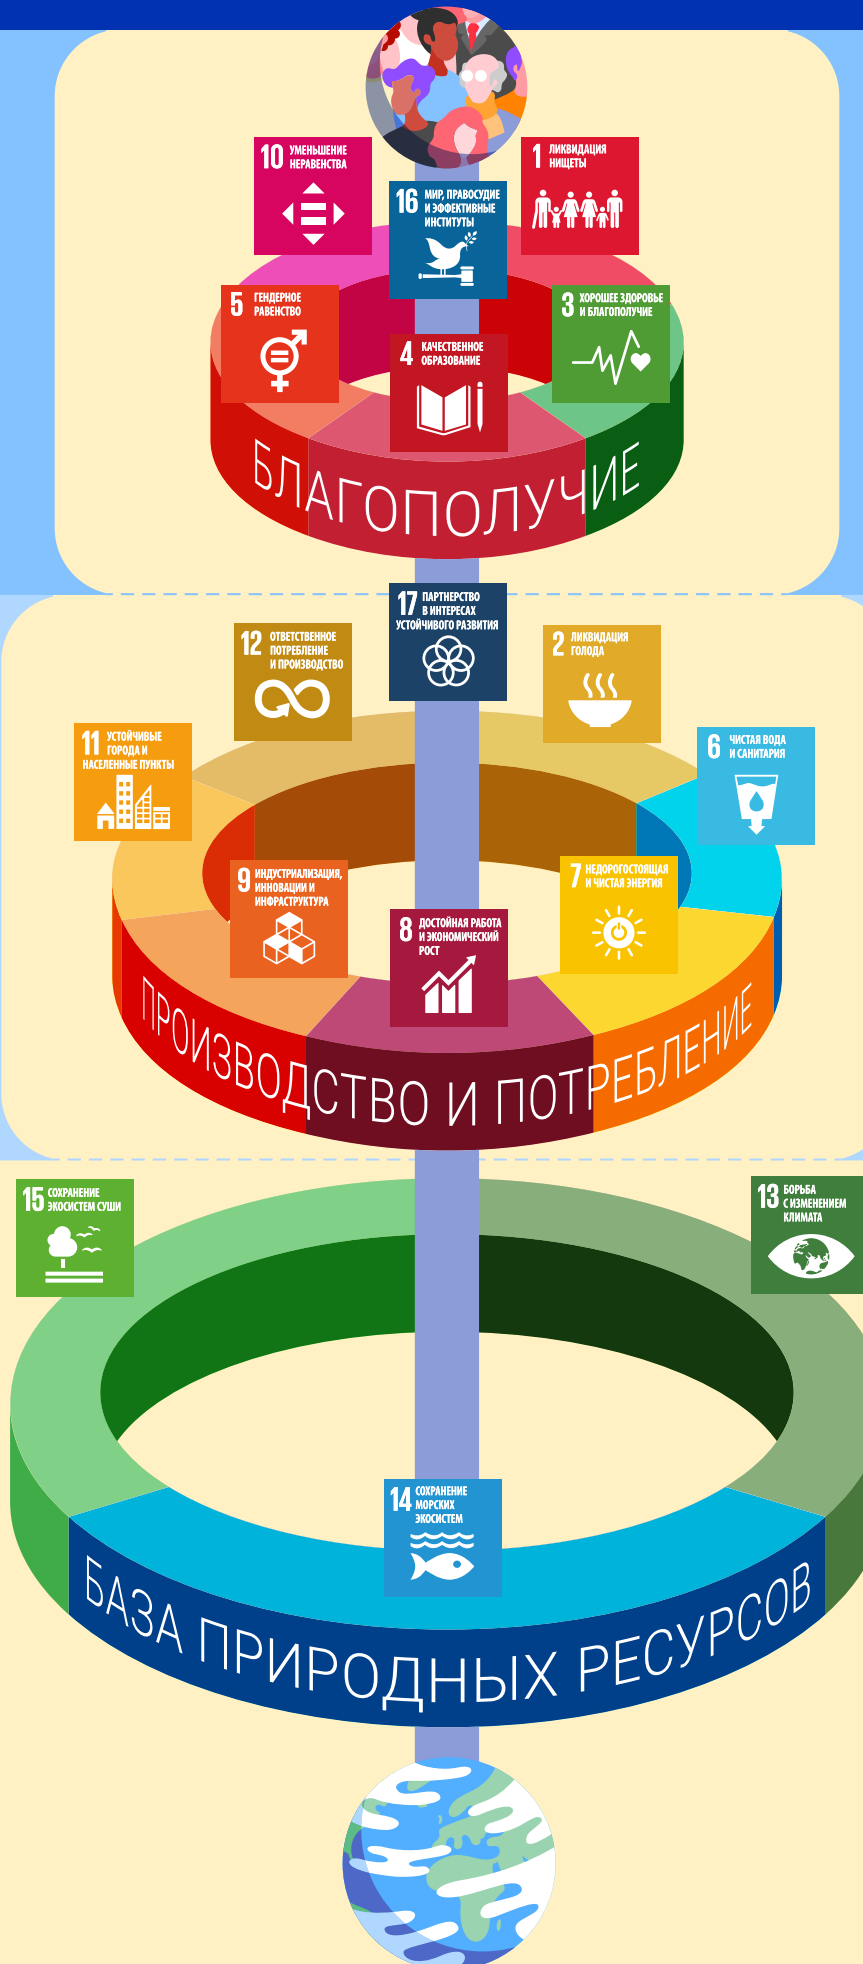 10 УМЕНЬШЕНИЕ
НЕРАВЕНСТВА
1 ЛИКВИДАЦИЯ
НИЩЕТЫ
16 МИР, ПРАВОСУДИЕ
И ЭФФЕКТИВНЫЕ
ИНСТИТУТЫ
5 ГЕНДЕРНОЕ
РАВЕНСТВО
3 ХОРОШЕЕ ЗДОРОВЬЕ
И БЛАГОПОЛУЧИЕ
4 КАЧЕСТВЕННОЕ
ОБРАЗОВАНИЕ
БЛАГОПОЛУЧИЕ
17 ПАРТНЕРСТВО
В ИНТЕРЕСАХ
УСТОЙЧИВОГО РАЗВИТИЯ
12 ОТВЕТСТВЕННОЕ
ПОТРЕБЛЕНИЕ
И ПРОИЗВОДСТВО
2 ЛИКВИДАЦИЯ
ГОЛОДА
11 УСТОЙЧИВЫЕ
ГОРОДА И
НАСЕЛЕННЫЕ ПУНКТЫ
6 ЧИСТАЯ ВОДА
И САНИТАРИЯ
9 ИНДУСТРИАЛИЗАЦИЯ,
ИННОВАЦИИ И
ИНФРАСТРУКТУРА
7 НЕДОРОГОСТОЯЩАЯ
И ЧИСТАЯ ЭНЕРГИЯ
8 ДОСТОЙНАЯ РАБОТА
И ЭКОНОМИЧЕСКИЙ
РОСТ
ПРОИЗВОДСТВО И ПОТРЕБЛЕНИЕ
15 СОХРАНЕНИЕ
ЭКОСИСТЕМ СУШИ
13 БОРЬБА
С ИЗМЕНЕНИЕМ
КЛИМАТА
14 СОХРАНЕНИЕ
МОРСКИХ
ЭКОСИСТЕМ
БАЗА ПРИРОДНЫХ РЕСУРСОВ